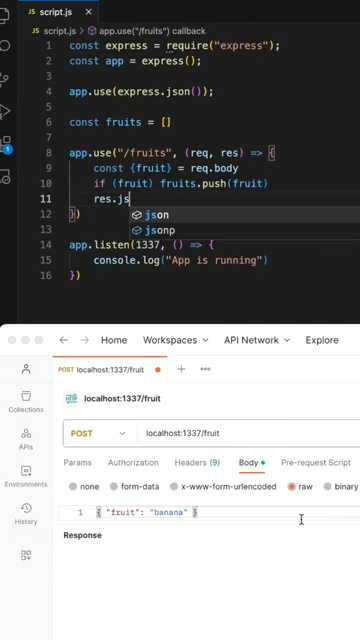 JS script.js ×
JS script.js > app.use("/fruits") callback
1 const express = require("express");
2 const app = express();
3
4 app.use(express.json());
5
6 const fruits = []
7
8 app.use("/fruits", (req, res) => {
9 const {fruit} = req.body
10 if (fruit) fruits.push(fruit)
11 res.js
json
12 })
jsonp
13
14 app.listen(1337, () => {
15 console.log("App is running")
16 })
1
Home Workspaces API Network Explore
POST localhost:1337/fruit
Collections
HTTP localhost:1337/fruit
APIs
POST localhost:1337/fruit
Environments
Params Authorization Headers (9) Body Pre-request Script
none form-data x-www-form-urlencoded raw binary
History
1 { "fruit": "banana" }
Response